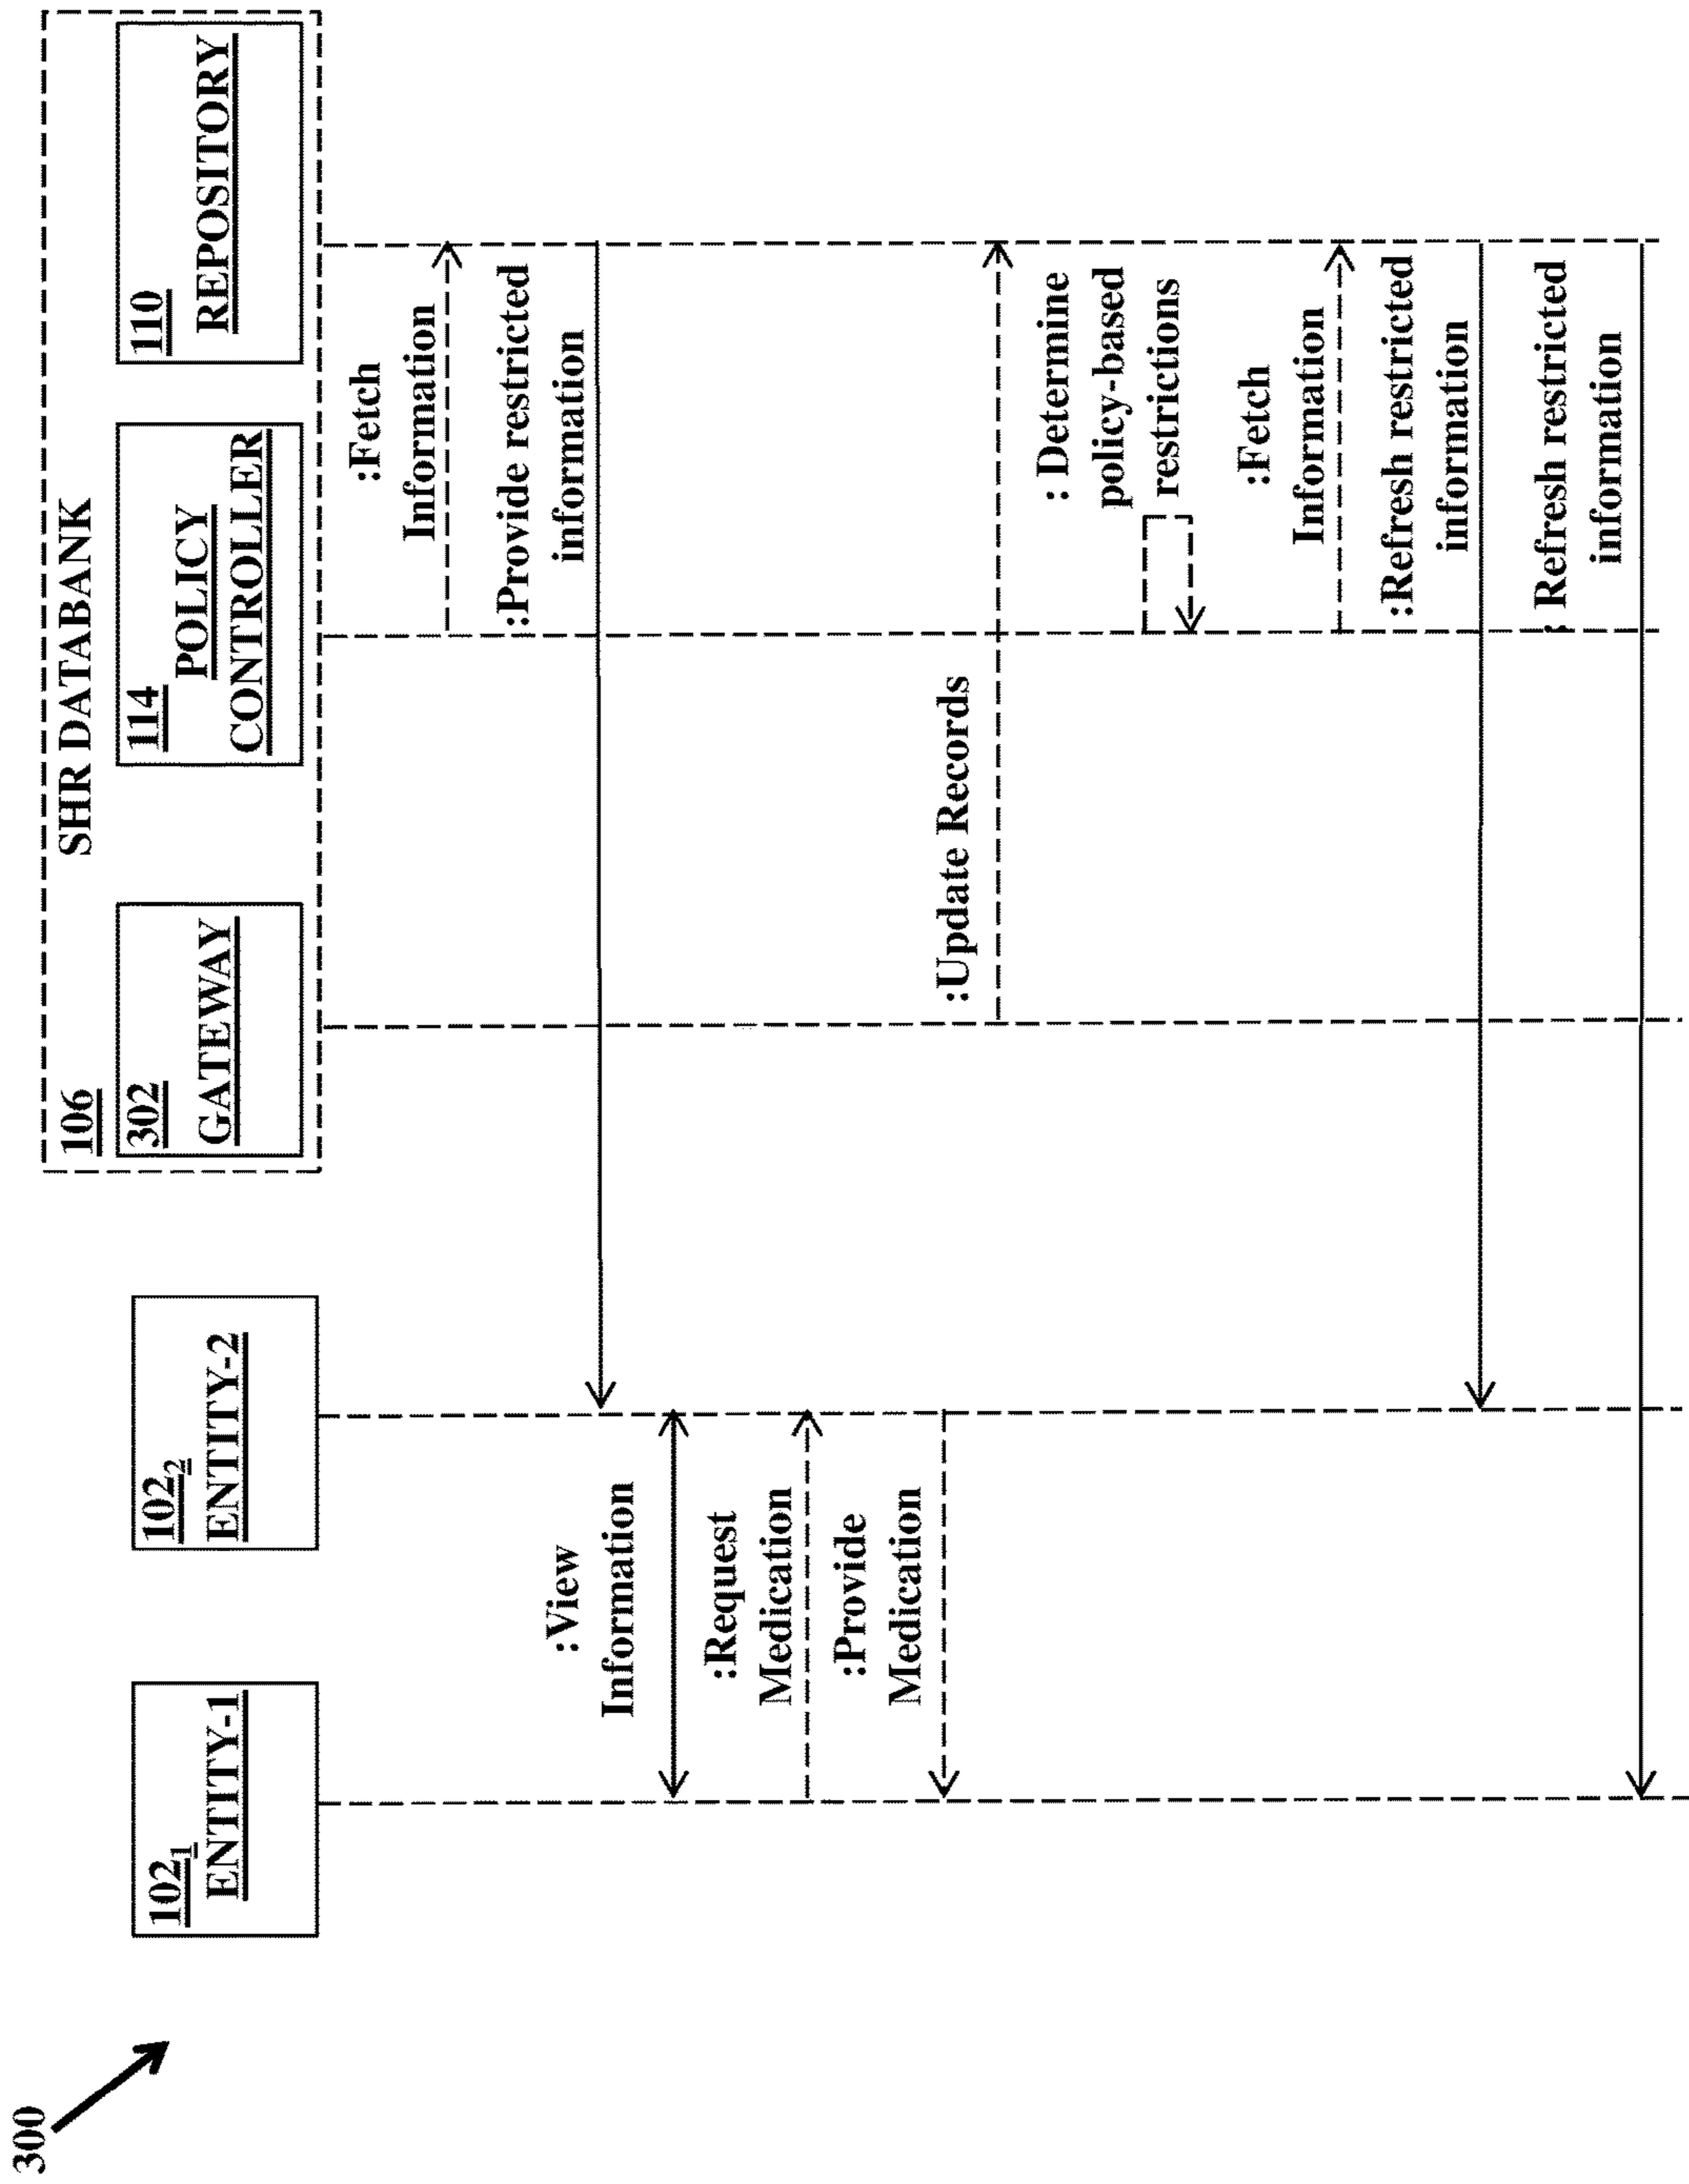 300
SHR DATABANK
106
102₁
ENTITY-1
102₂
ENTITY-2
302
GATEWAY
114
POLICY
CONTROLLER
110
REPOSITORY
:Fetch
Information
:Provide restricted
information
:View
Information
:Request
Medication
:Provide
Medication
:Update Records
: Determine
policy-based
restrictions
:Fetch
Information
:Refresh restricted
information
: Refresh restricted
information